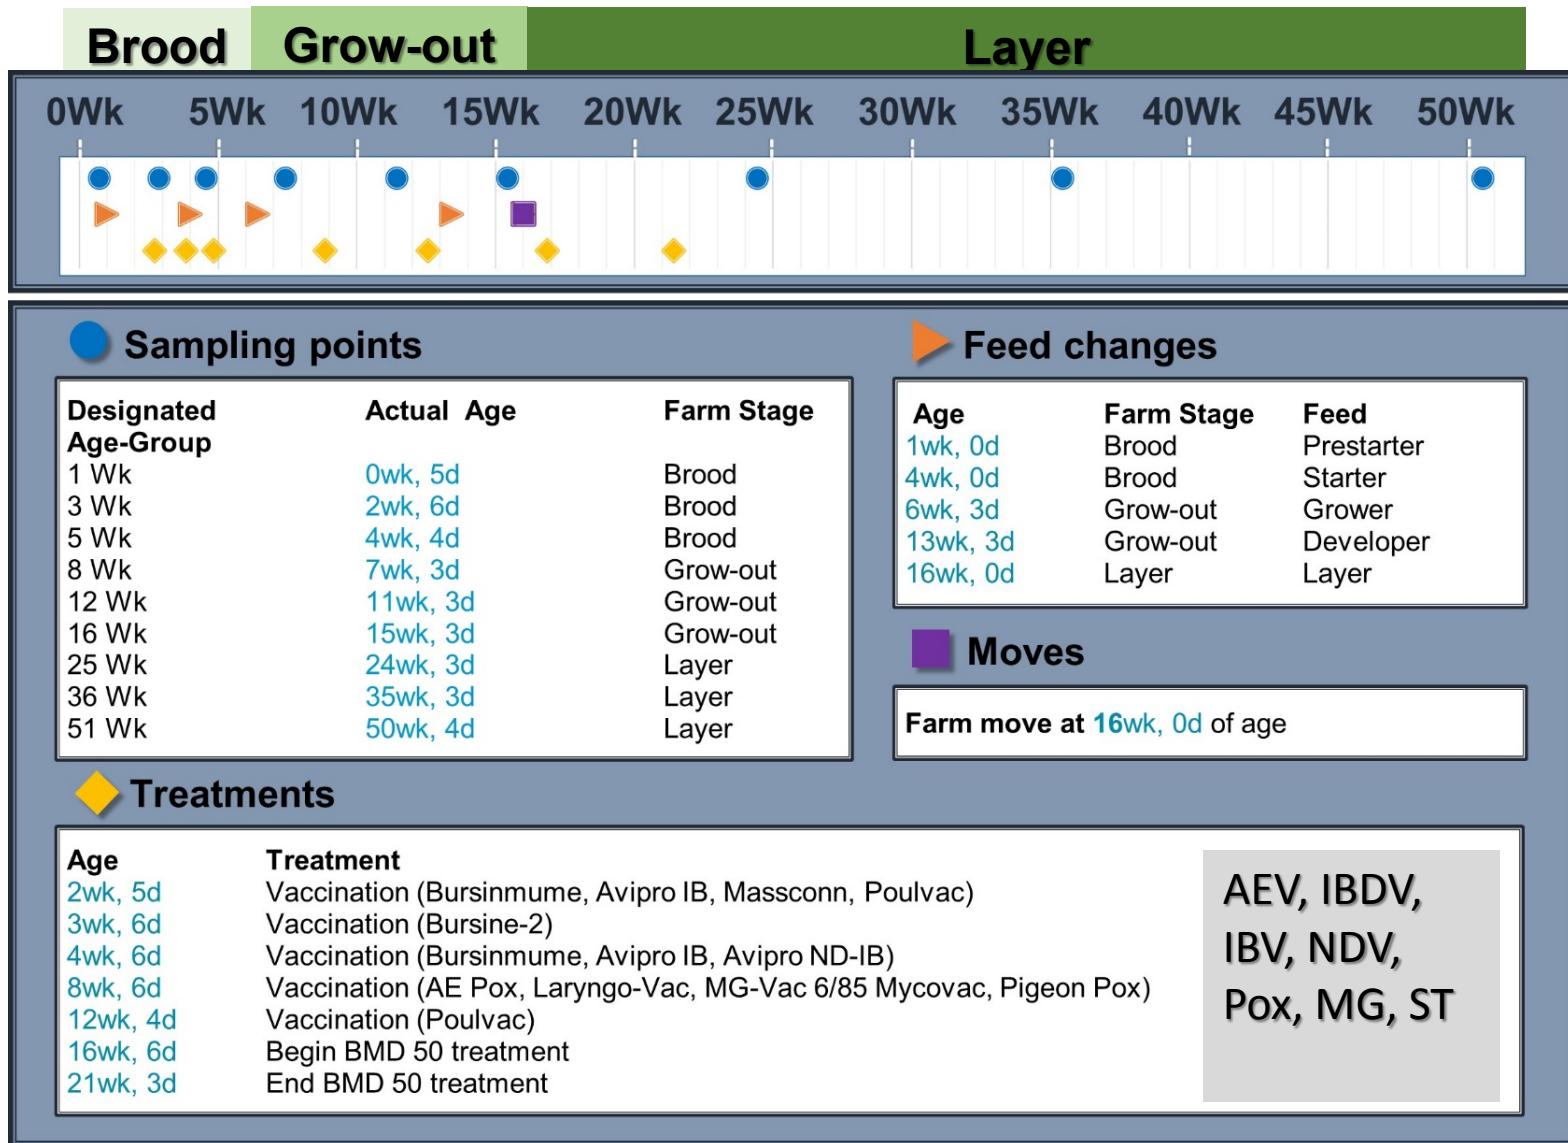 Brood Grow-out Layer
0Wk 5Wk 10Wk 15Wk 20Wk 25Wk 30Wk 35Wk 40Wk 45Wk 50Wk
Sampling points
Designated Actual Age Farm Stage
Age-Group
1 Wk 0wk, 5d Brood
3 Wk 2wk, 6d Brood
5 Wk 4wk, 4d Brood
8 Wk 7wk, 3d Grow-out
12 Wk 11wk, 3d Grow-out
16 Wk 15wk, 3d Grow-out
25 Wk 24wk, 3d Layer
36 Wk 35wk, 3d Layer
51 Wk 50wk, 4d Layer
Feed changes
Age Farm Stage Feed
1wk, 0d Brood Prestarter
4wk, 0d Brood Starter
6wk, 3d Grow-out Grower
13wk, 3d Grow-out Developer
16wk, 0d Layer Layer
Moves
Farm move at 16wk, 0d of age
Treatments
Age Treatment
2wk, 5d Vaccination (Bursinmume, Avipro IB, Massconn, Poulvac)
3wk, 6d Vaccination (Bursine-2)
4wk, 6d Vaccination (Bursinmume, Avipro IB, Avipro ND-IB)
8wk, 6d Vaccination (AE Pox, Laryngo-Vac, MG-Vac 6/85 Mycovac, Pigeon Pox)
12wk, 4d Vaccination (Poulvac)
16wk, 6d Begin BMD 50 treatment
21wk, 3d End BMD 50 treatment
AEV, IBDV,
IBV, NDV,
Pox, MG, ST